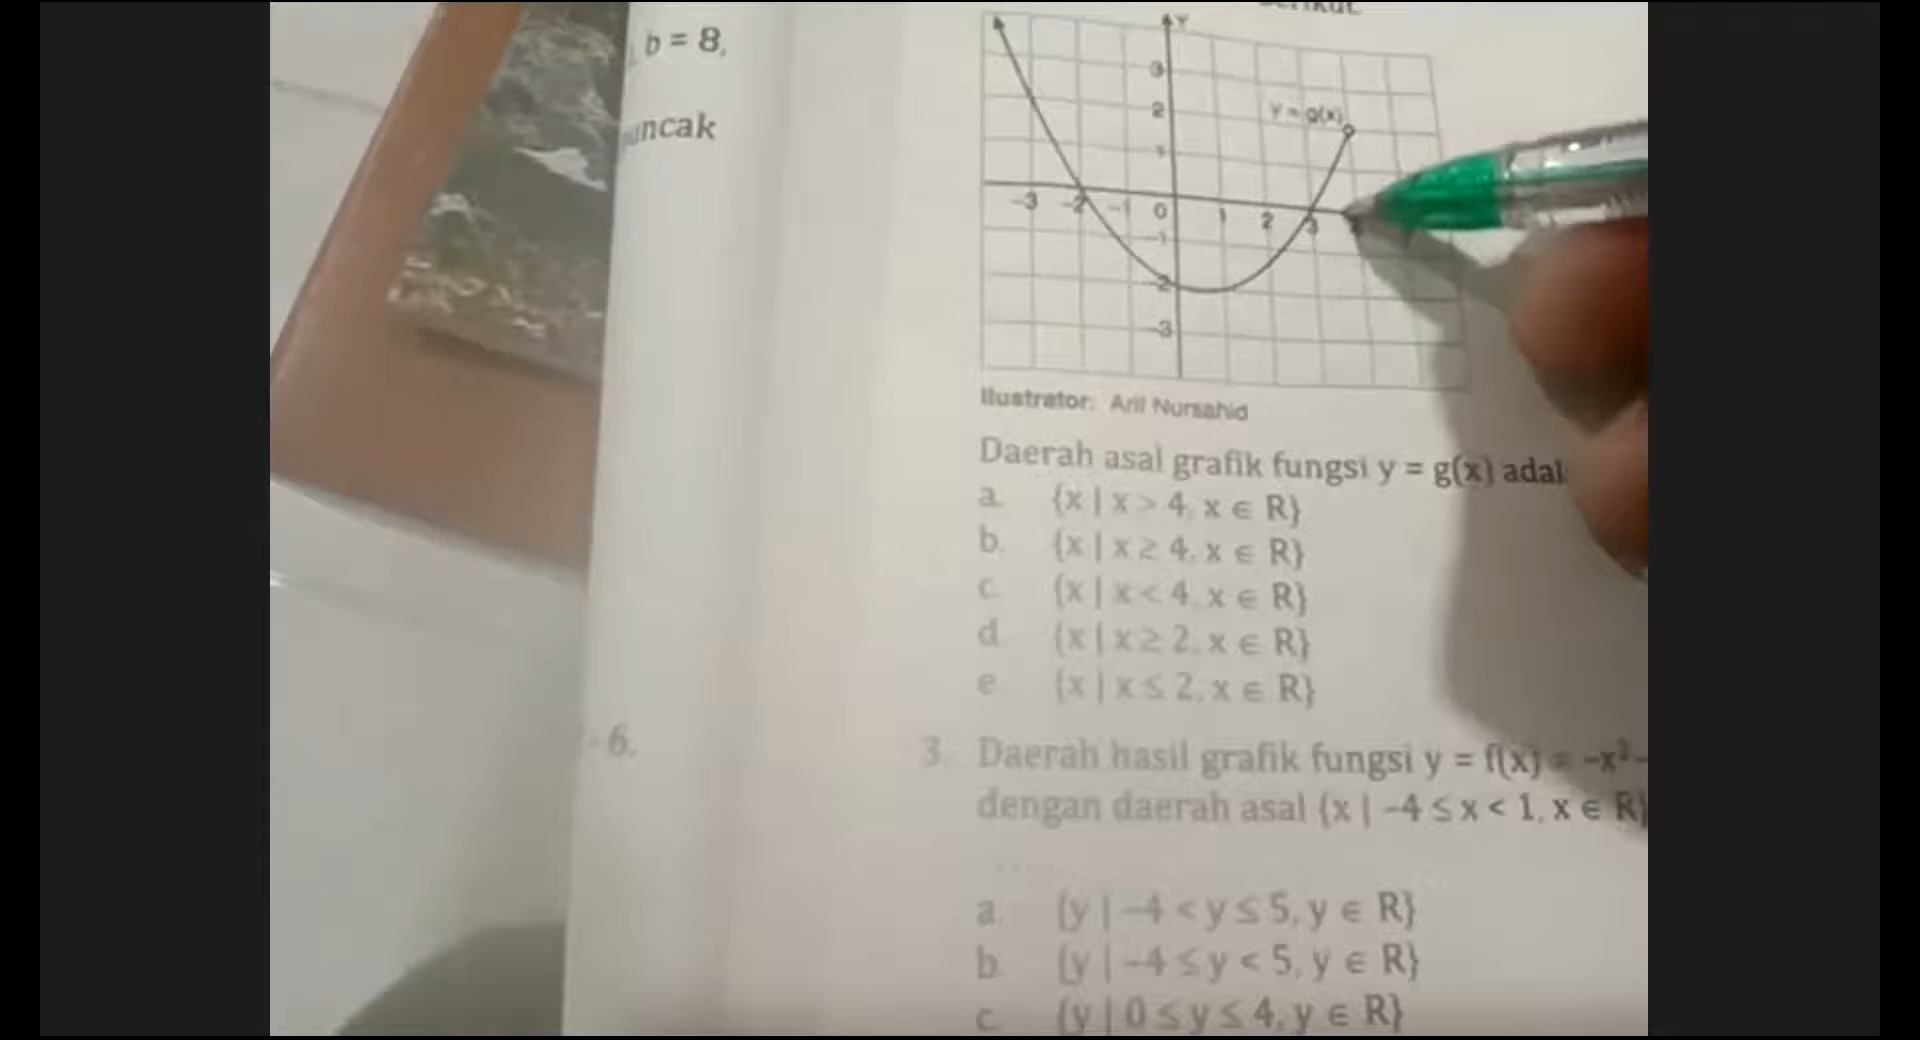 b = 8,
uncak
- 6.
Y
3
2
1
y = g(x)
-3 -2 -1 0 1 2 3
-1
-2
-3
Ilustrator: Aril Nursahid
Daerah asal grafik fungsi y = g(x) adal
a. {x | x > 4, x ∈ R}
b. {x | x ≥ 4, x ∈ R}
c. {x | x < 4, x ∈ R}
d. {x | x ≥ 2, x ∈ R}
e. {x | x ≤ 2, x ∈ R}
3. Daerah hasil grafik fungsi y = f(x) = -x² -
dengan daerah asal {x | -4 ≤ x < 1, x ∈ R}
a. {y | -4 < y ≤ 5, y ∈ R}
b. {y | -4 ≤ y < 5, y ∈ R}
c. {y | 0 ≤ y ≤ 4, y ∈ R}